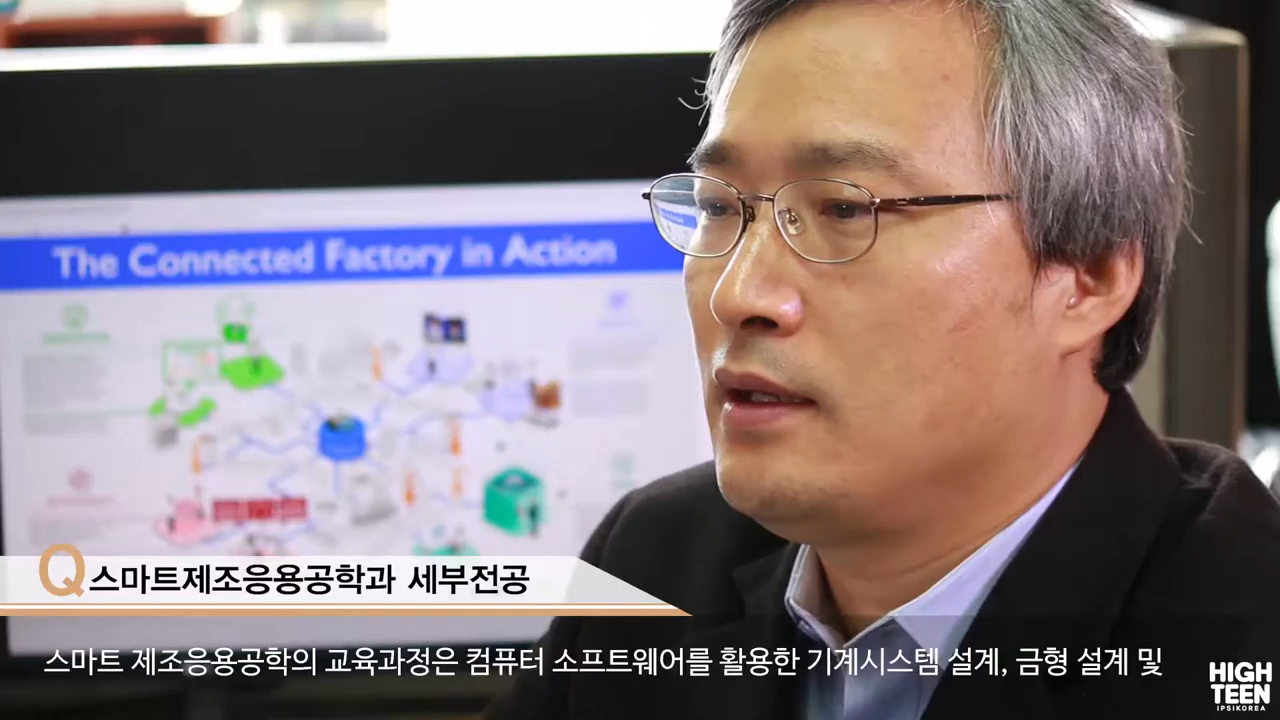 The Connected Factory in Action
Q스마트제조응용공학과 세부전공
스마트 제조응용공학의 교육과정은 컴퓨터 소프트웨어를 활용한 기계시스템 설계, 금형 설계 및
HIGH
TEEN
IPSIKOREA